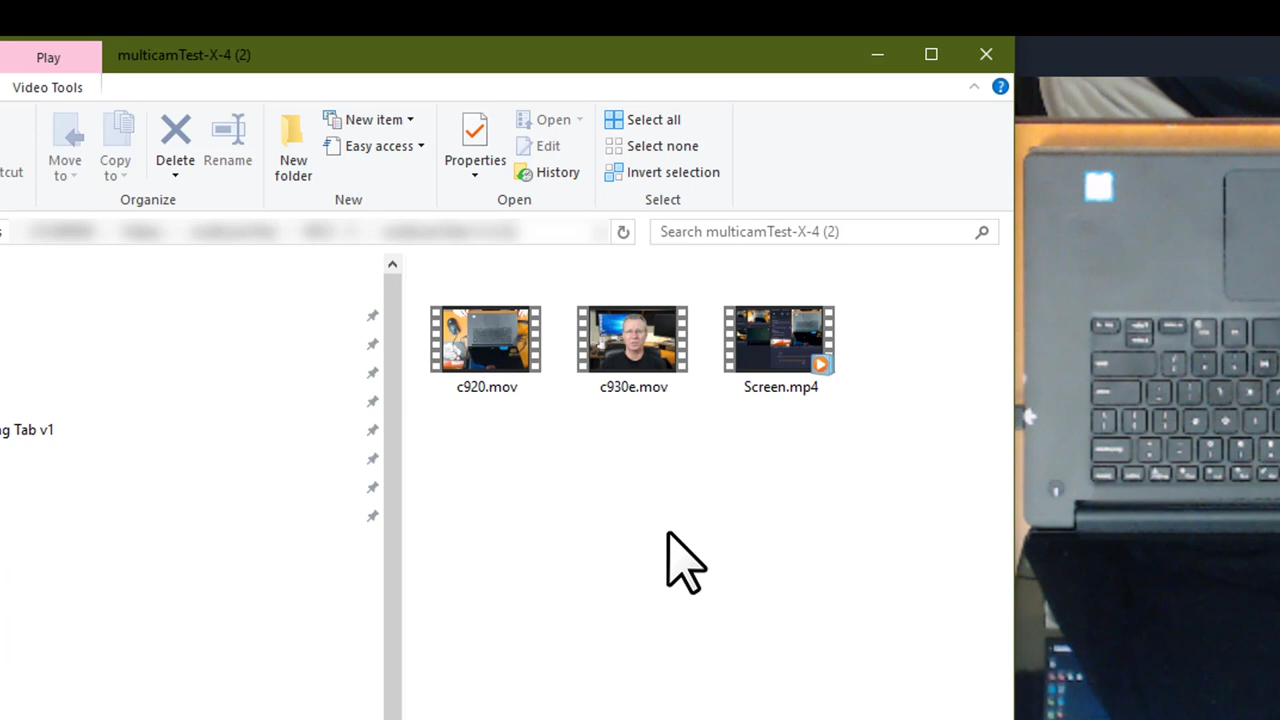 Play
multicamTest-X-4 (2)
Video Tools
Move to
Copy to
Delete
Rename
New folder
New item
Easy access
Properties
Open
Edit
History
Select all
Select none
Invert selection
tcut
Organize
New
Open
Select
s
Search multicamTest-X-4 (2)
c920.mov
c930e.mov
Screen.mp4
g Tab v1